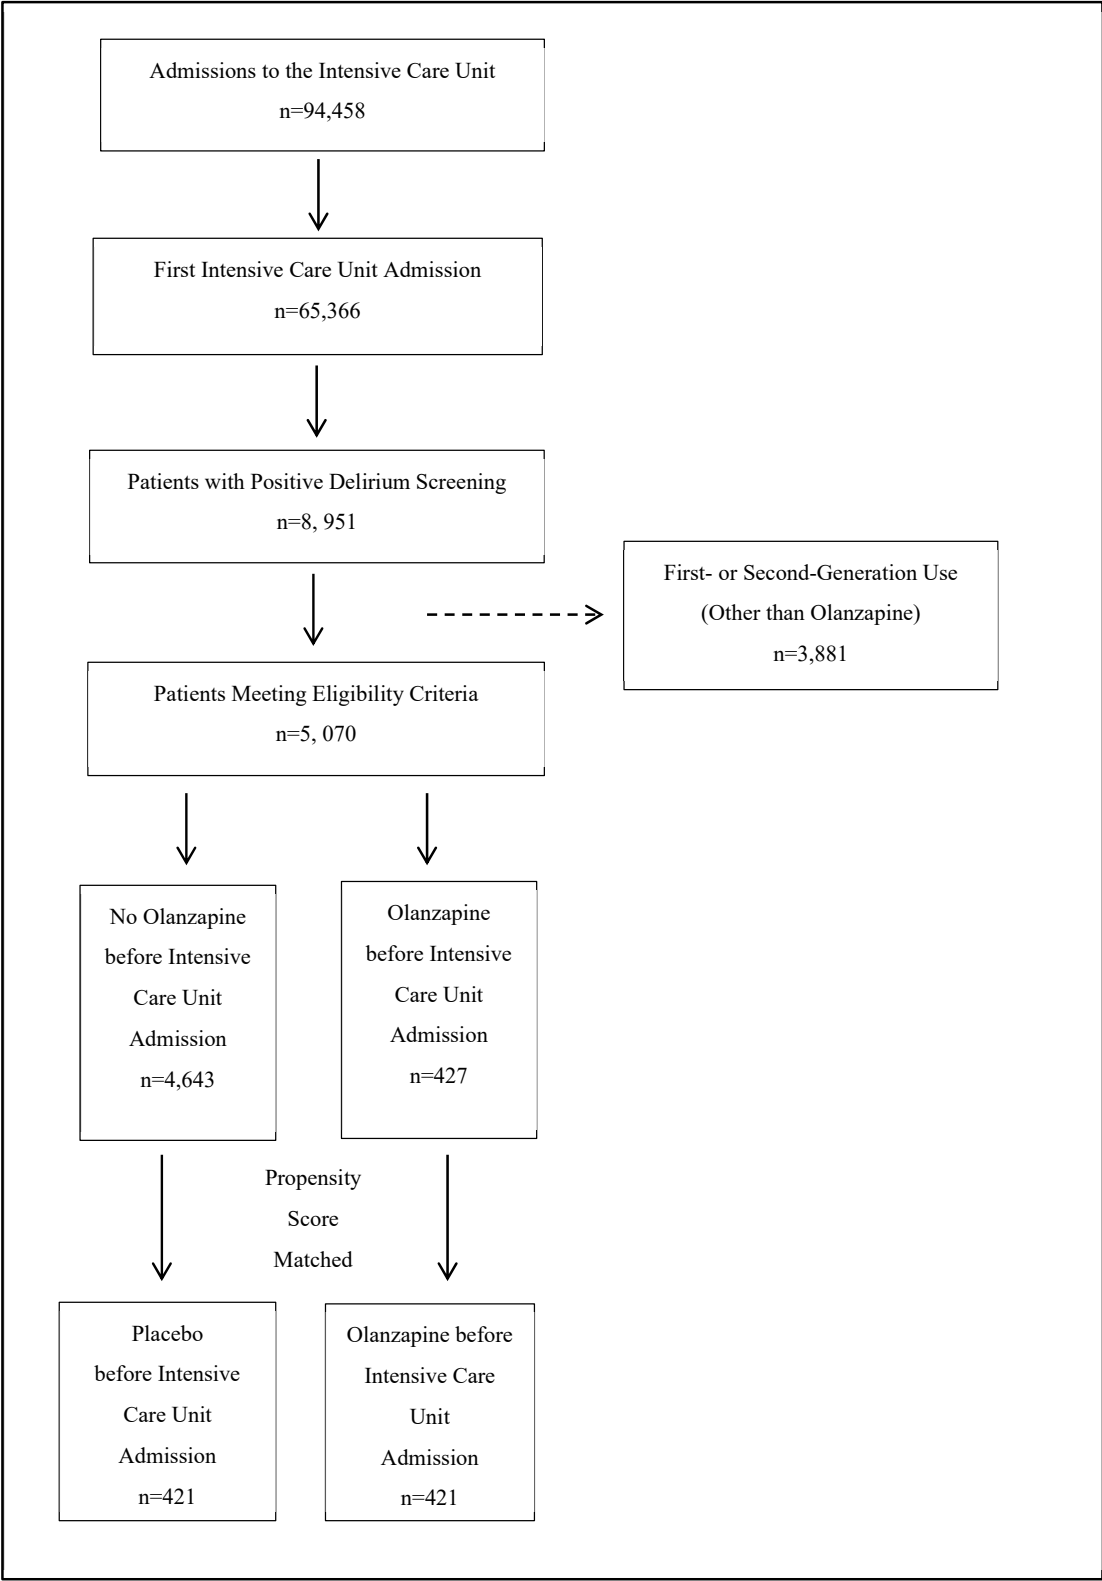 Admissions to the Intensive Care Unit
n=94,458
First Intensive Care Unit Admission
n=65,366
Patients with Positive Delirium Screening
n=8, 951
First- or Second-Generation Use
(Other than Olanzapine)
n=3,881
Patients Meeting Eligibility Criteria
n=5, 070
No Olanzapine
before Intensive
Care Unit
Admission
n=4,643
Olanzapine
before Intensive
Care Unit
Admission
n=427
Propensity
Score
Matched
Placebo
before Intensive
Care Unit
Admission
n=421
Olanzapine before
Intensive Care
Unit
Admission
n=421